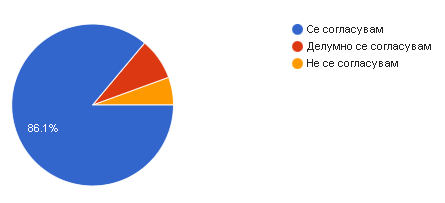 Се согласувам
Делумно се согласувам
Не се согласувам
86.1%